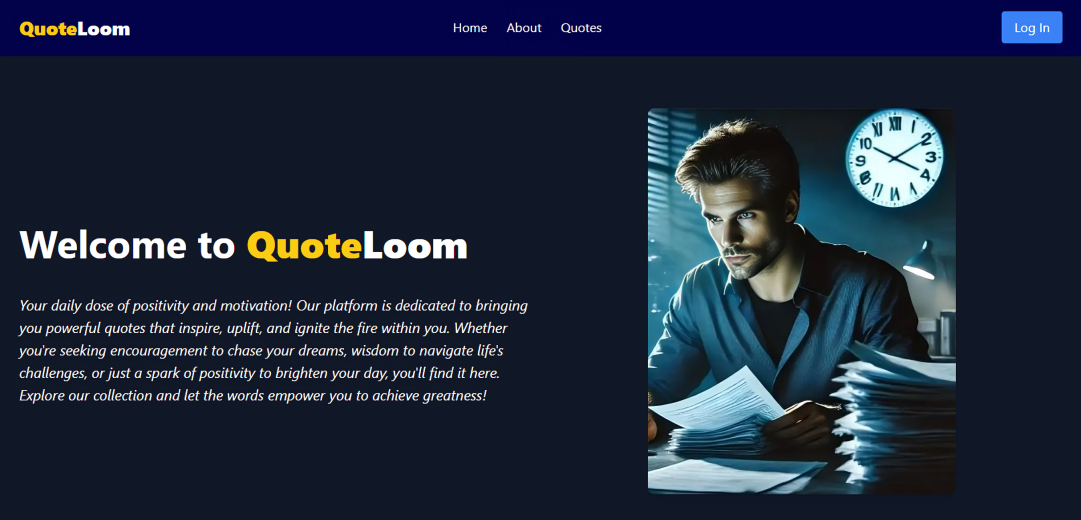 QuoteLoom
Home About Quotes
Log In
Welcome to QuoteLoom
Your daily dose of positivity and motivation! Our platform is dedicated to bringing
you powerful quotes that inspire, uplift, and ignite the fire within you. Whether
you're seeking encouragement to chase your dreams, wisdom to navigate life's
challenges, or just a spark of positivity to brighten your day, you'll find it here.
Explore our collection and let the words empower you to achieve greatness!